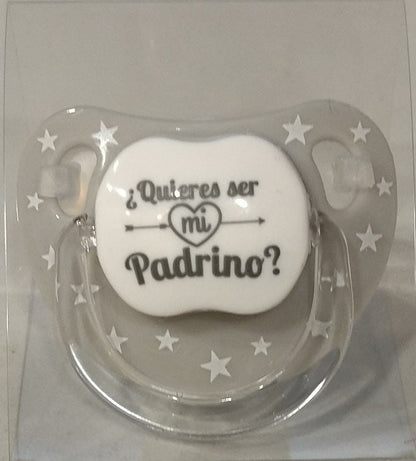 ¿Quieres ser
mi
Padrino?